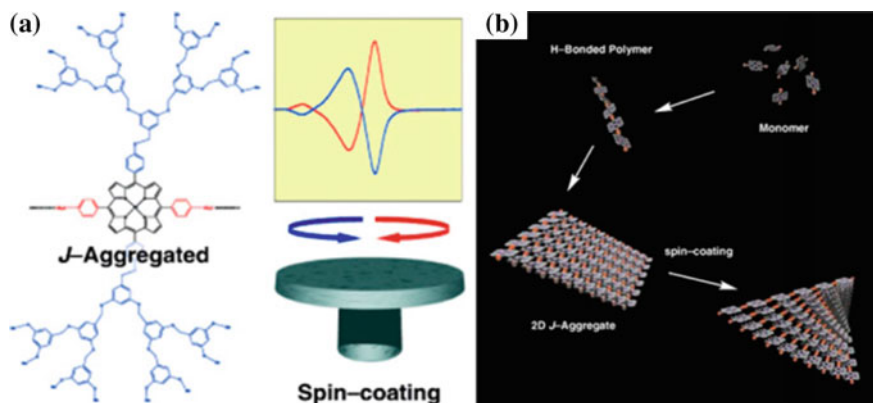 (a)
J–Aggregated
Spin–coating
(b)
H-Bonded Polymer
Monomer
spin–coating
2D J–Aggregate